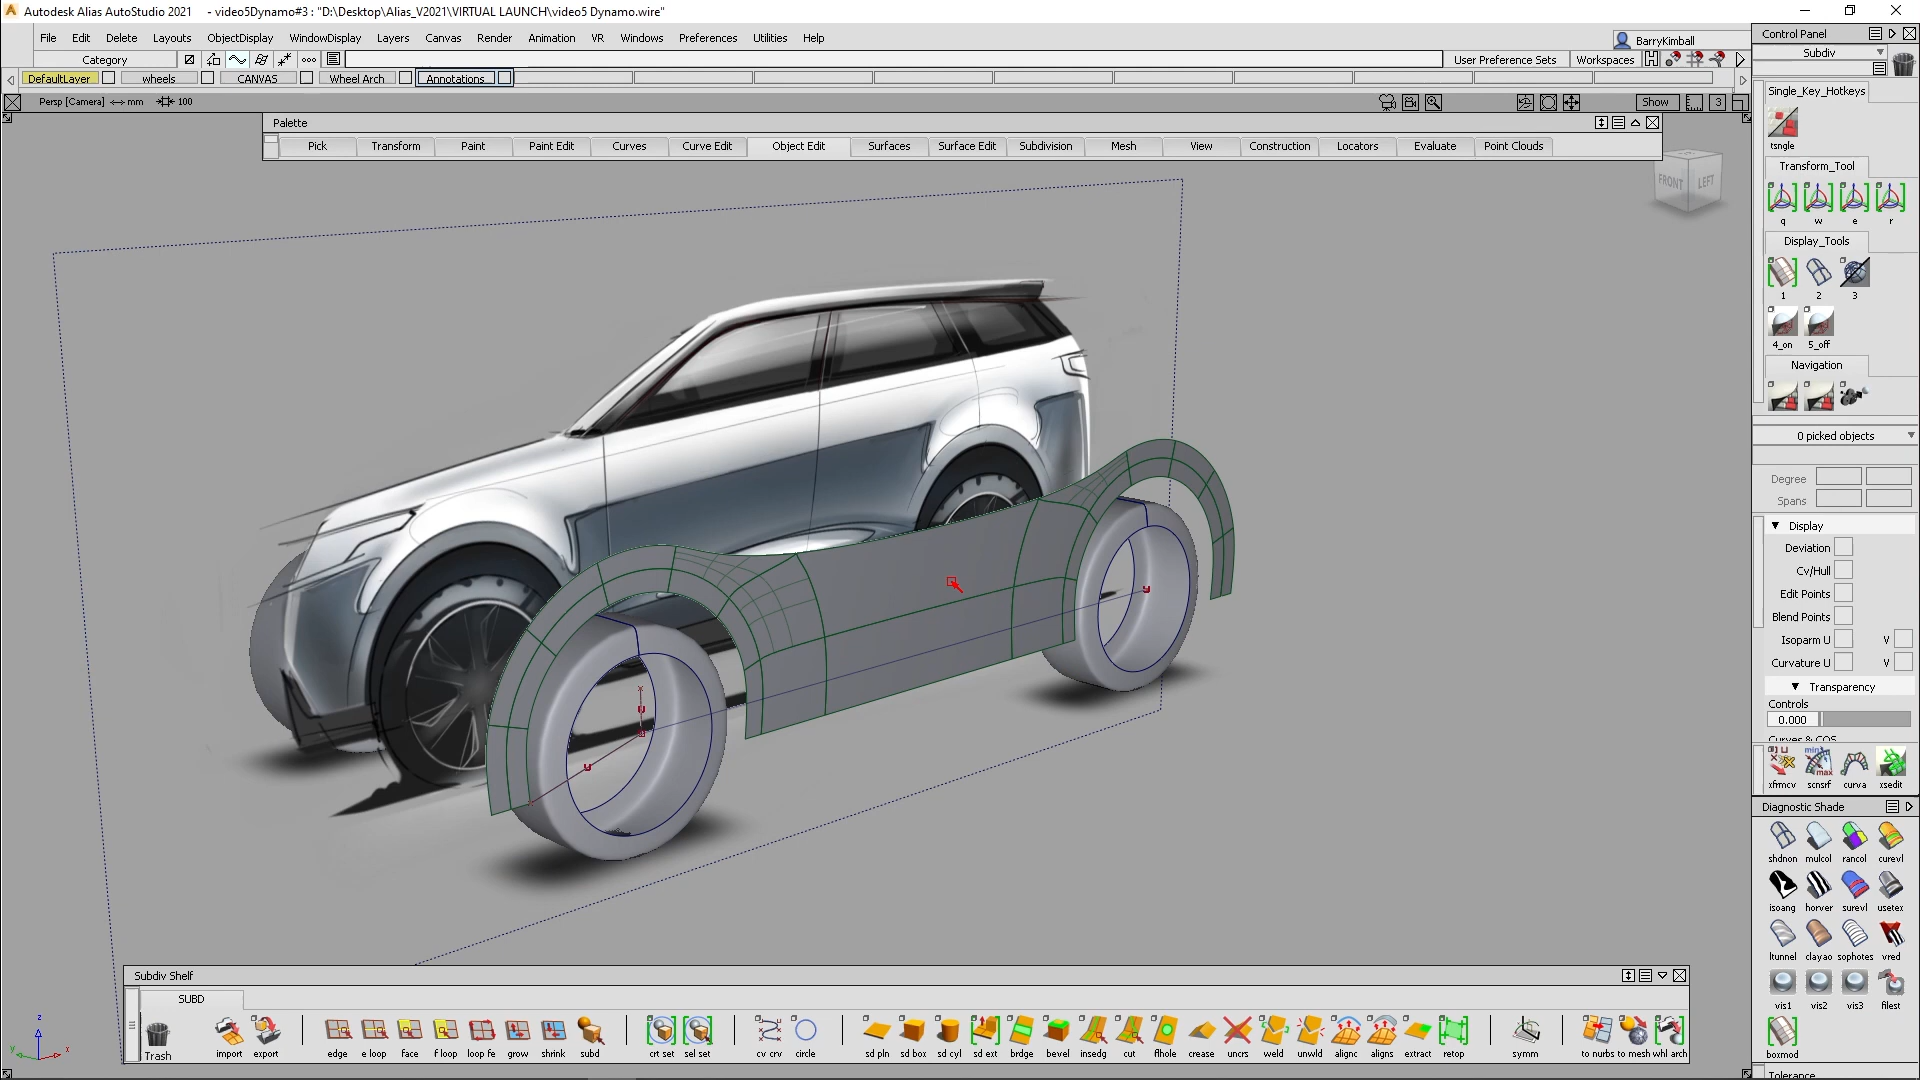 Autodesk Alias AutoStudio 2021 - video5Dynamo#3 : "D:\Desktop\Alias_V2021\VIRTUAL LAUNCH\video5 Dynamo.wire"
File Edit Delete Layouts ObjectDisplay WindowDisplay Layers Canvas Render Animation VR Windows Preferences Utilities Help
BarryKimball
Category
User Preference Sets Workspaces
DefaultLayer wheels CANVAS Wheel Arch Annotations
Persp [Camera] mm 100
Show 3
Palette
Pick Transform Paint Paint Edit Curves Curve Edit Object Edit Surfaces Surface Edit Subdivision Mesh View Construction Locators Evaluate Point Clouds
FRONT LEFT
Control Panel
Subdiv
Single_Key_Hotkeys
tsngle
Transform_Tool
q w e r
Display_Tools
1 2 3
4_on 5_off
Navigation
0 picked objects
Degree
Spans
Display
Deviation
Cv/Hull
Edit Points
Blend Points
Isoparm U V
Curvature U V
Transparency
Controls
0.000
Curves & COS
xfrmcv scnsrf curva xsedit
Diagnostic Shade
shdnon mulcol rancol curevl
isoang horver surevl usetex
ltunnel clayao sophotes vred
vis1 vis2 vis3 filest
boxmod
Tolerance
Subdiv Shelf
SUBD
Trash import export edge e loop face f loop loop fe grow shrink subd crt set sel set cv crv circle sd pln sd box sd cyl sd ext brdge bevel insedg cut flhole crease uncrs weld unwld alignc aligns extract retop symm to nurbs to mesh whl arch
z
y x